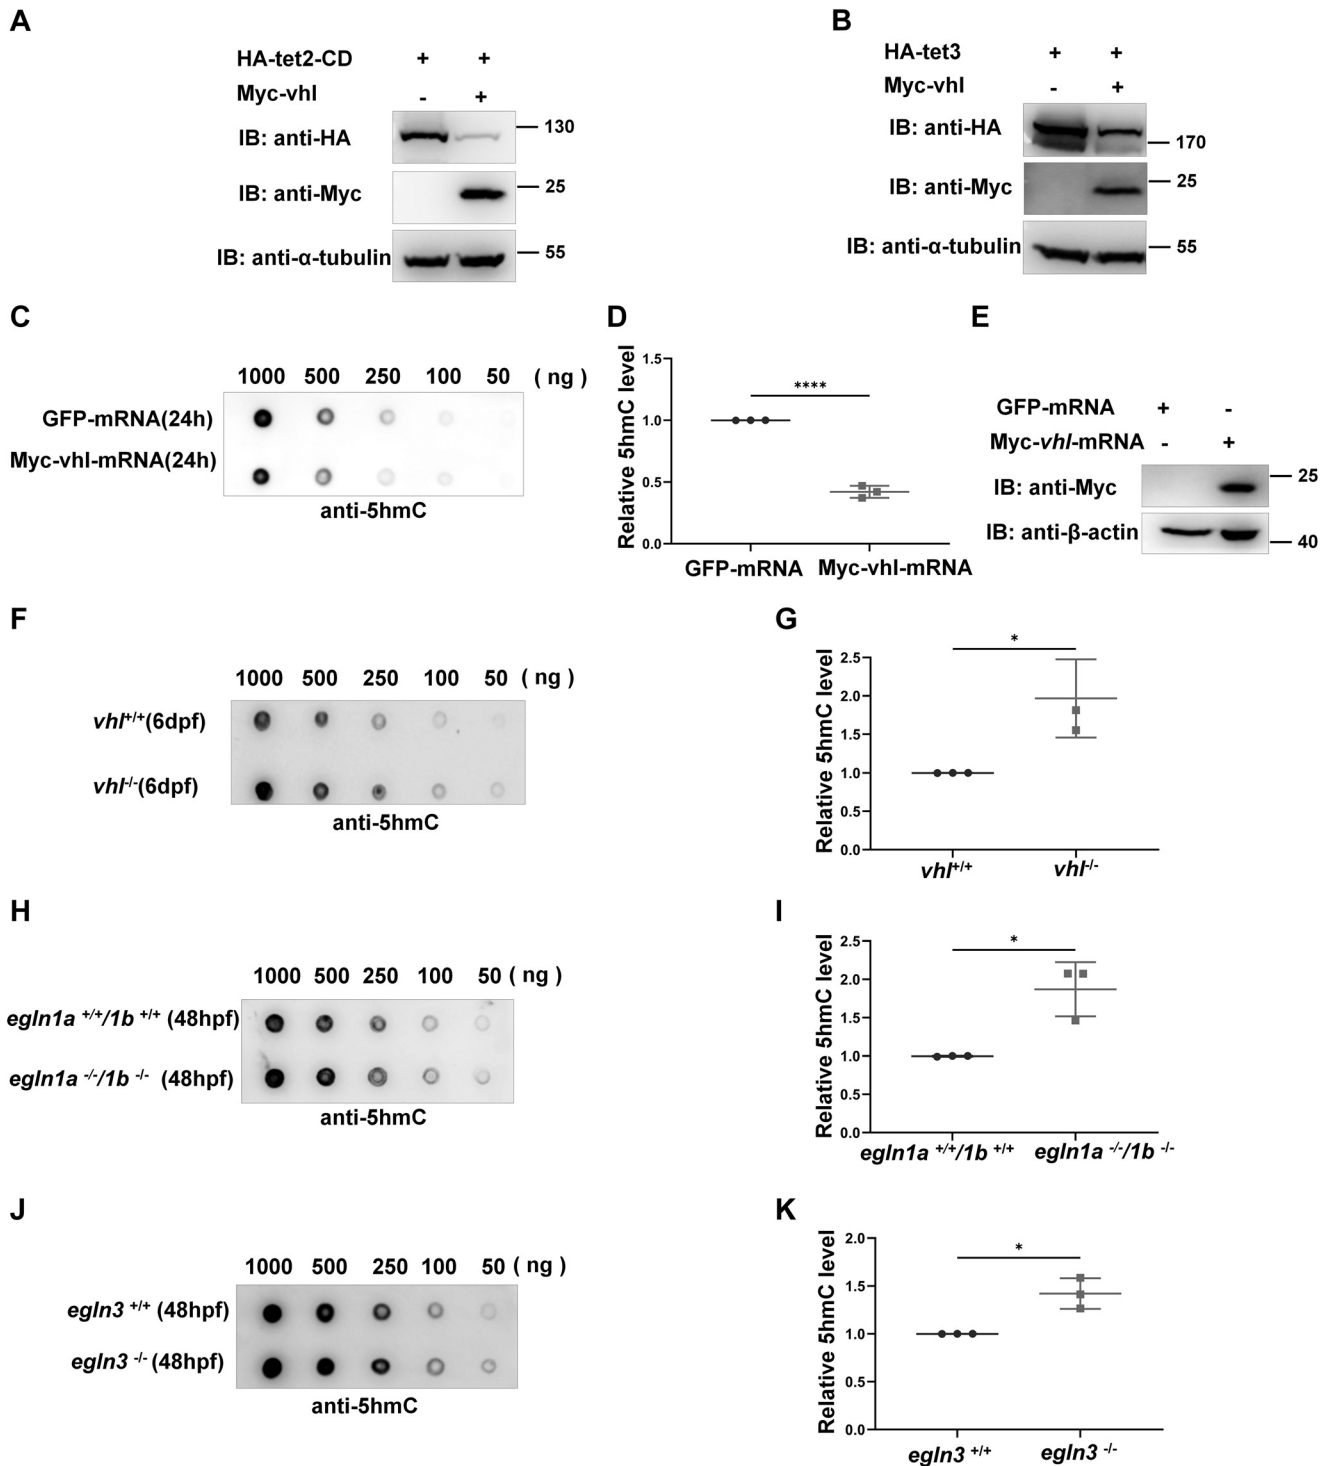 A
HA-tet2-CD + +
Myc-vhl - +
IB: anti-HA 130
IB: anti-Myc 25
IB: anti-α-tubulin 55
B
HA-tet3 + +
Myc-vhl - +
IB: anti-HA 170
IB: anti-Myc 25
IB: anti-α-tubulin 55
C
1000 500 250 100 50 ( ng )
GFP-mRNA(24h)
Myc-vhl-mRNA(24h)
anti-5hmC
D
Relative 5hmC level
1.5
1.0
0.5
0.0
****
GFP-mRNA Myc-vhl-mRNA
E
GFP-mRNA + -
Myc-vhl-mRNA - +
IB: anti-Myc 25
IB: anti-β-actin 40
F
1000 500 250 100 50 ( ng )
vhl+/+(6dpf)
vhl-/-(6dpf)
anti-5hmC
G
Relative 5hmC level
2.5
2.0
1.5
1.0
0.5
0.0
*
vhl+/+ vhl-/-
H
1000 500 250 100 50 ( ng )
egln1a +/+/1b +/+ (48hpf)
egln1a -/-/1b -/- (48hpf)
anti-5hmC
I
Relative 5hmC level
2.5
2.0
1.5
1.0
0.5
0.0
*
egln1a +/+/1b +/+ egln1a -/-/1b -/-
J
1000 500 250 100 50 ( ng )
egln3 +/+ (48hpf)
egln3 -/- (48hpf)
anti-5hmC
K
Relative 5hmC level
2.0
1.5
1.0
0.5
0.0
*
egln3 +/+ egln3 -/-